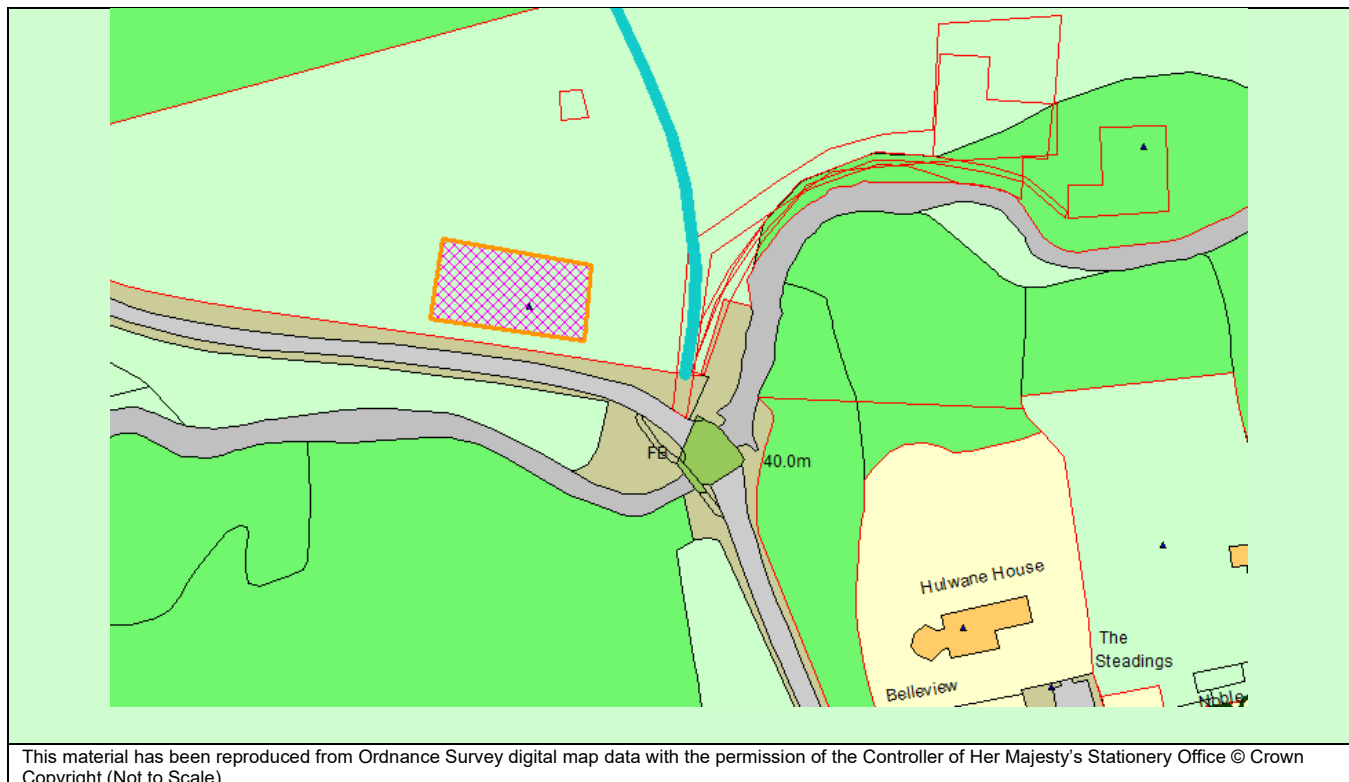 FB
40.0m
Hulwane House
The
Steadings
Belleview
Noble
This material has been reproduced from Ordnance Survey digital map data with the permission of the Controller of Her Majesty's Stationery Office © Crown
Copyright (Not to Scale)